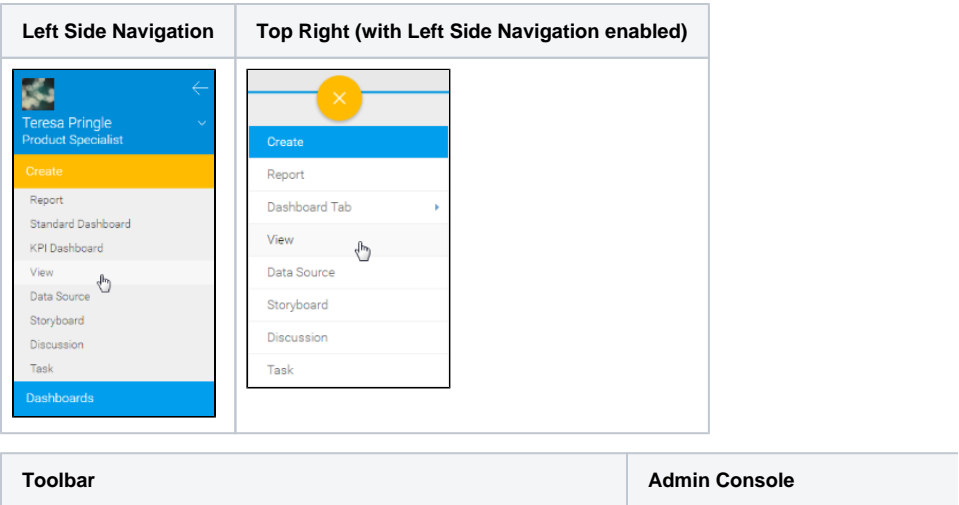 Left Side Navigation
Top Right (with Left Side Navigation enabled)
Teresa Pringle
Product Specialist
Create
Report
Standard Dashboard
KPI Dashboard
View
Data Source
Storyboard
Discussion
Task
Dashboards
Create
Report
Dashboard Tab
View
Data Source
Storyboard
Discussion
Task
Toolbar
Admin Console